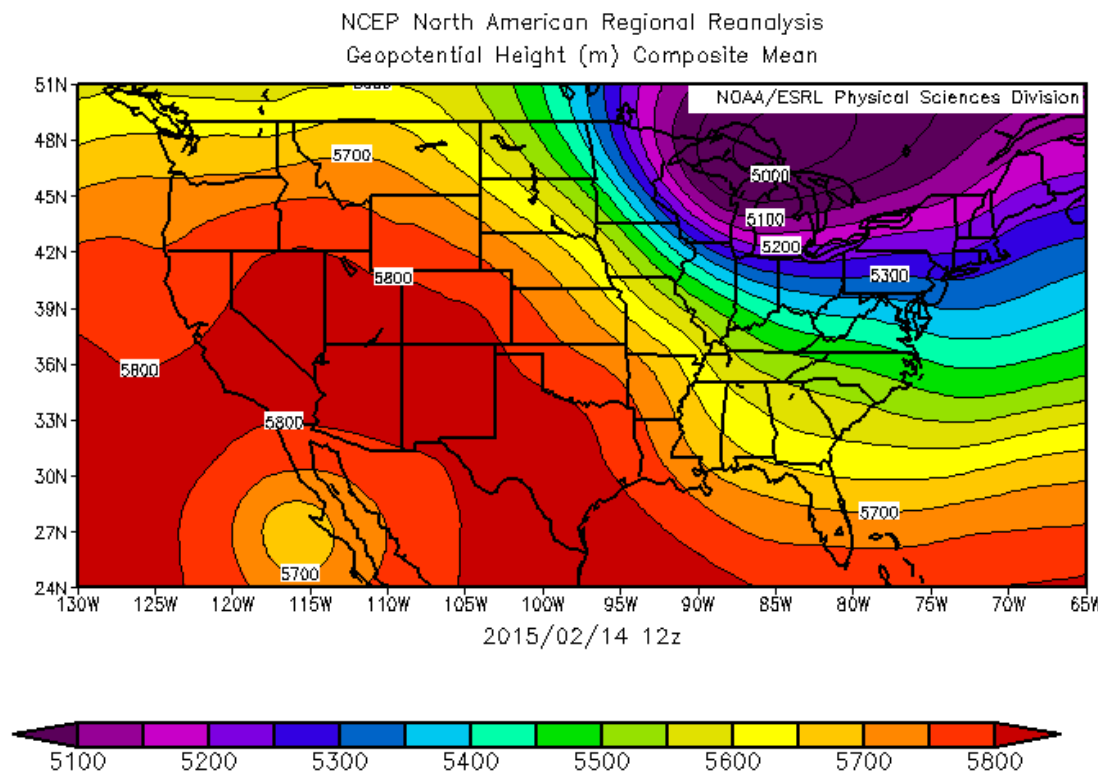 NCEP North American Regional Reanalysis
Geopotential Height (m) Composite Mean
NOAA/ESRL Physical Sciences Division
51N
48N
45N
42N
39N
36N
33N
30N
27N
24N
5700
5000
5100
5200
5300
5800
5800
5800
5700
5700
130W 125W 120W 115W 110W 105W 100W 95W 90W 85W 80W 75W 70W 65W
2015/02/14 12z
5100 5200 5300 5400 5500 5600 5700 5800